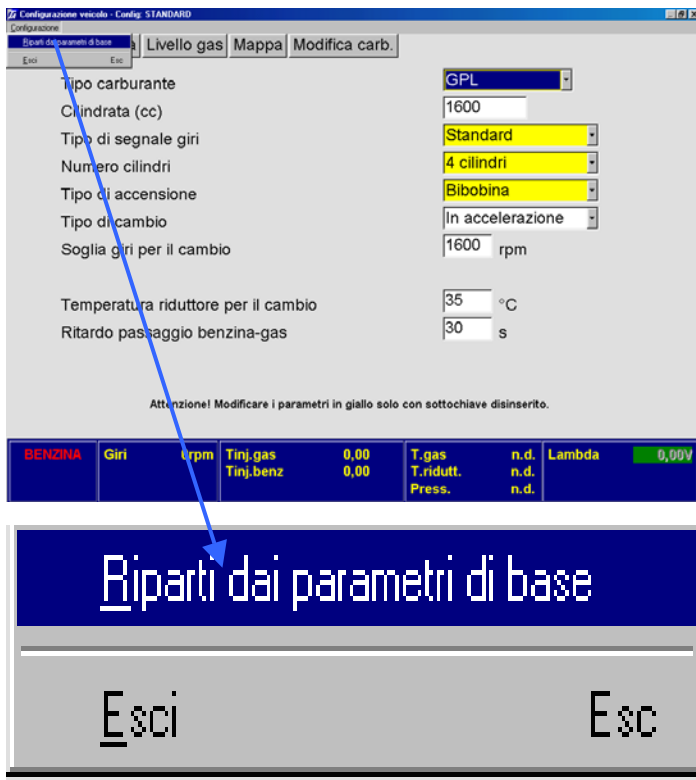 Configurazione veicolo - Config: STANDARD
Configurazione
Riparti dai parametri di base
Esci Esc
Livello gas Mappa Modifica carb.
Tipo carburante GPL
Cilindrata (cc) 1600
Tipo di segnale giri Standard
Numero cilindri 4 cilindri
Tipo di accensione Bibobina
Tipo di cambio In accelerazione
Soglia giri per il cambio 1600 rpm
Temperatura riduttore per il cambio 35 °C
Ritardo passaggio benzina-gas 30 s
Attenzione! Modificare i parametri in giallo solo con sottochiave disinserito.
BENZINA Giri 0rpm Tinj.gas 0,00 T.gas n.d. Lambda 0,00V
Tinj.benz 0,00 T.ridutt. n.d.
Press. n.d.
Riparti dai parametri di base
Esci Esc